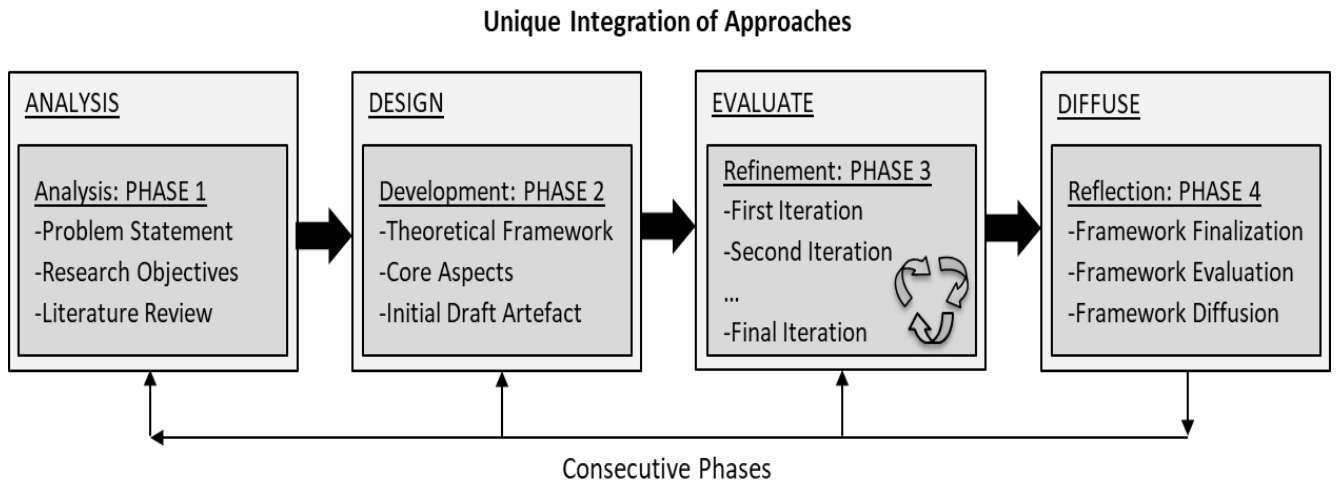 Unique Integration of Approaches
ANALYSIS
Analysis: PHASE 1
-Problem Statement
-Research Objectives
-Literature Review
DESIGN
Development: PHASE 2
-Theoretical Framework
-Core Aspects
-Initial Draft Artefact
EVALUATE
Refinement: PHASE 3
-First Iteration
-Second Iteration
...
-Final Iteration
DIFFUSE
Reflection: PHASE 4
-Framework Finalization
-Framework Evaluation
-Framework Diffusion
Consecutive Phases